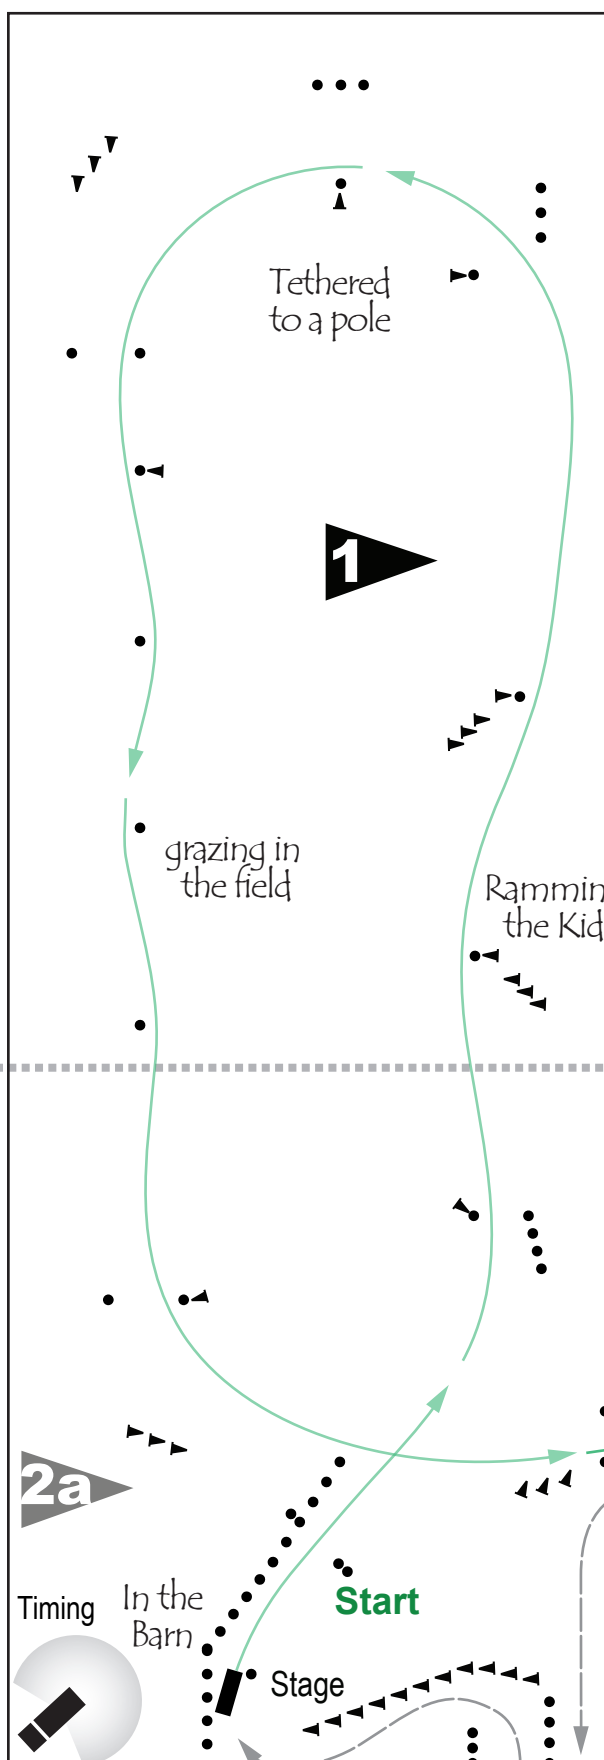 Tethered
to a pole
1
grazing in
the field
Rammin
the Kid
2a
In the
Barn
Timing
Start
Stage